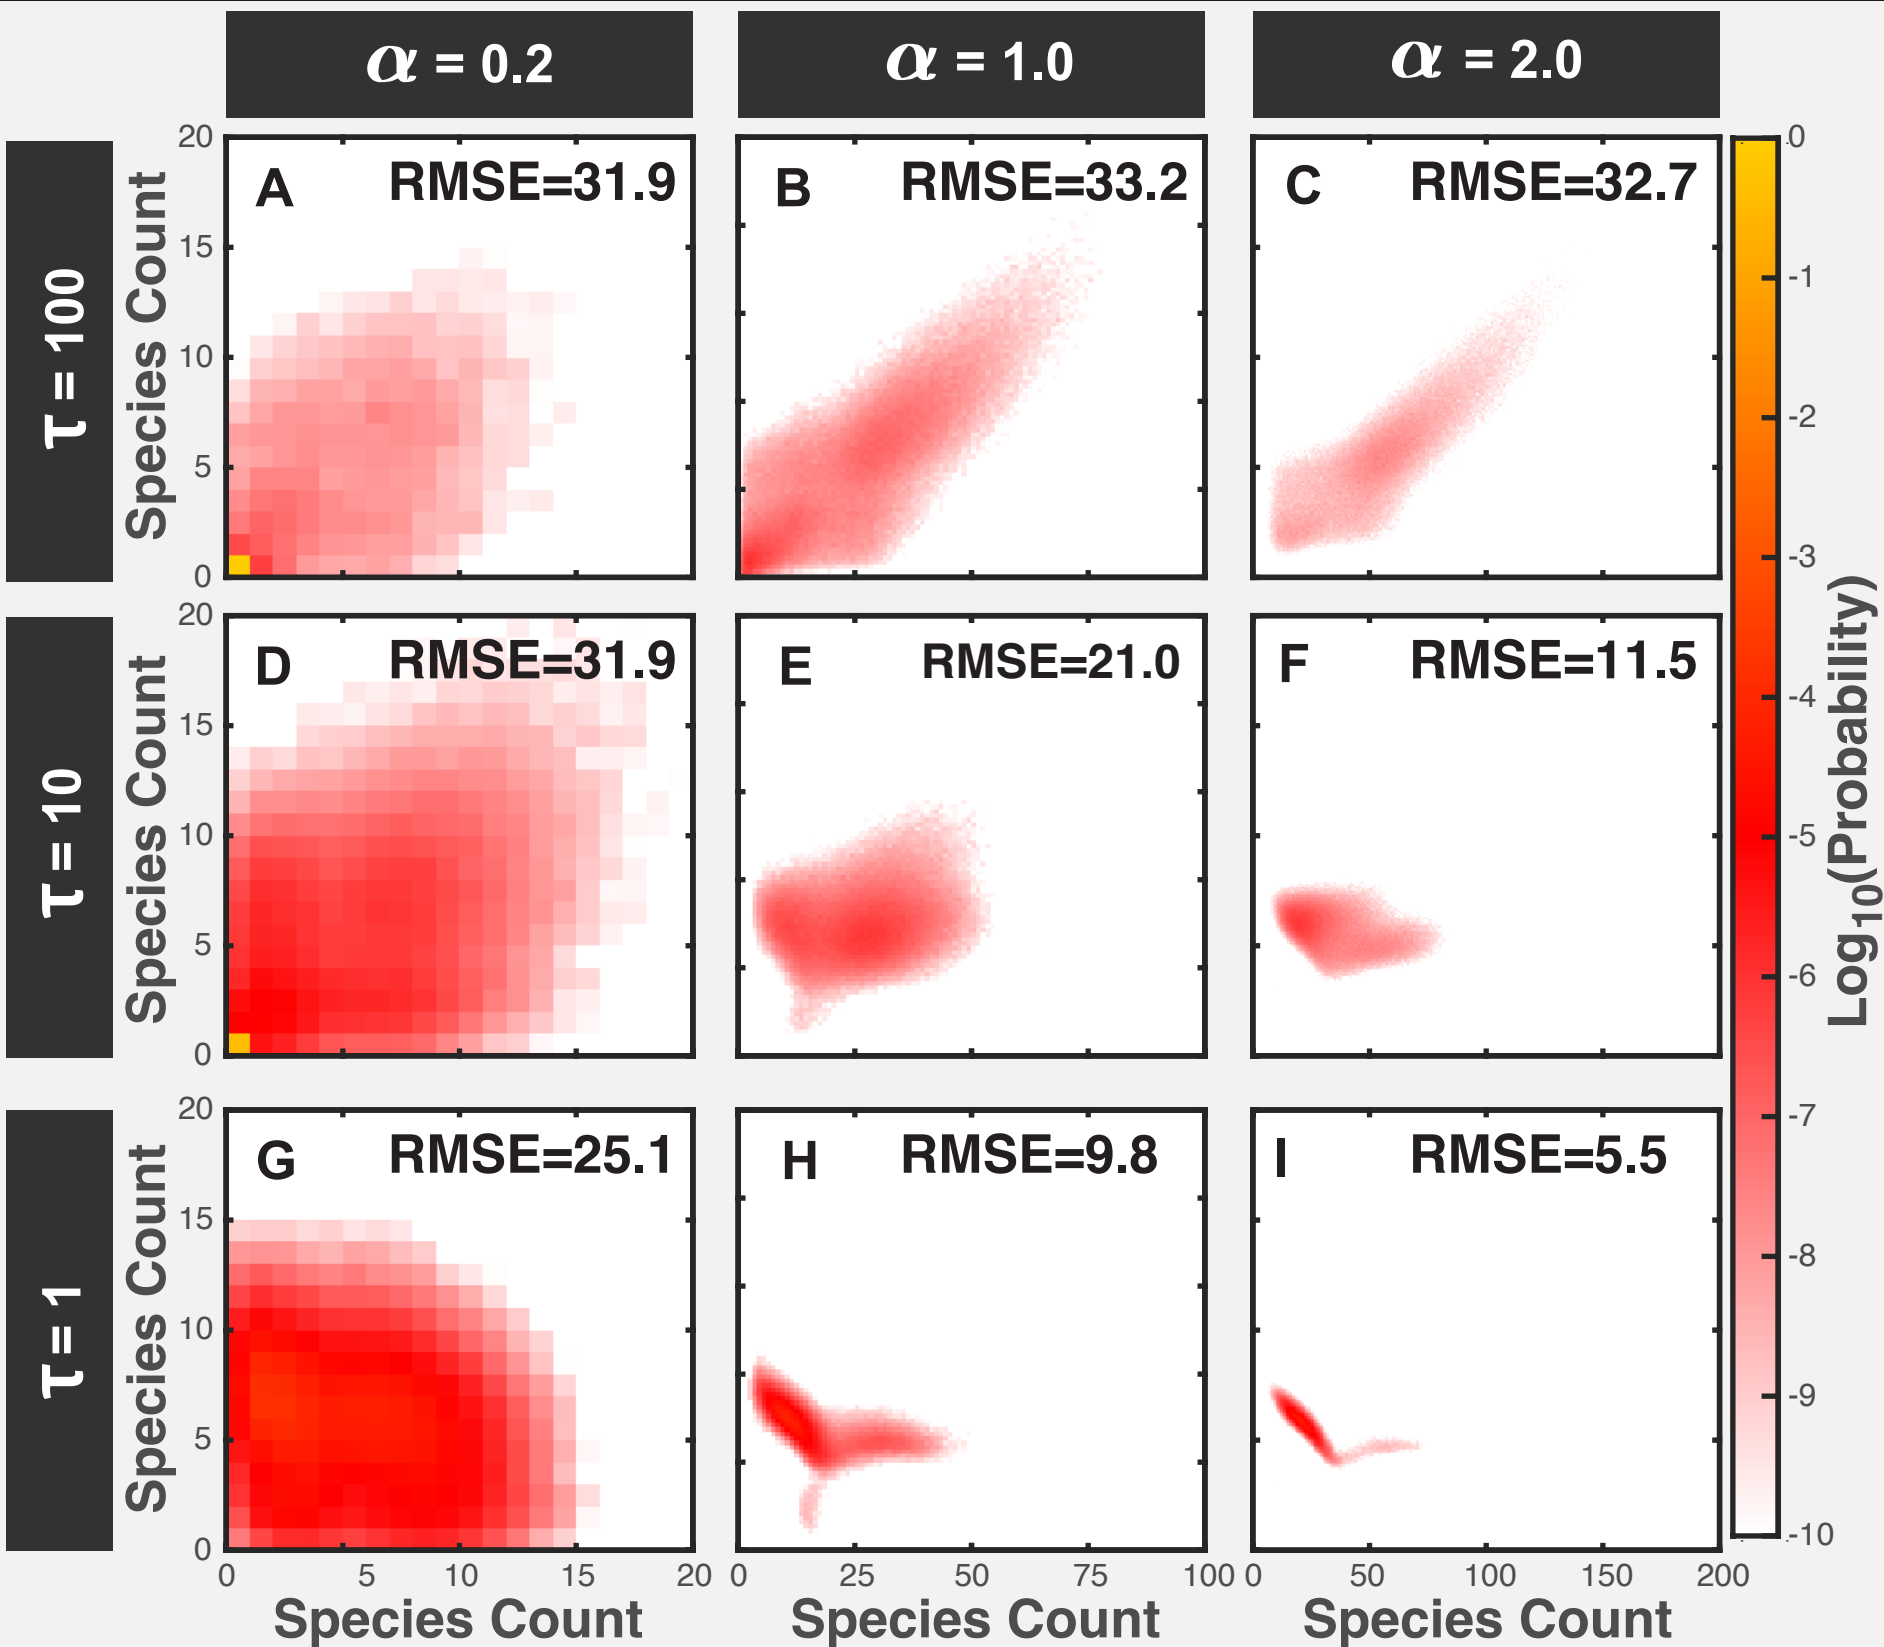 α = 0.2
α = 1.0
α = 2.0
τ = 100
Species Count
20
15
10
5
0
A
RMSE=31.9
B
RMSE=33.2
C
RMSE=32.7
τ = 10
Species Count
20
15
10
5
0
D
RMSE=31.9
E
RMSE=21.0
F
RMSE=11.5
τ = 1
Species Count
20
15
10
5
0
G
RMSE=25.1
H
RMSE=9.8
I
RMSE=5.5
0 5 10 15 20
0 25 50 75 100
0 50 100 150 200
Species Count
Species Count
Species Count
0
-1
-2
-3
-4
-5
-6
-7
-8
-9
-10
Log10(Probability)